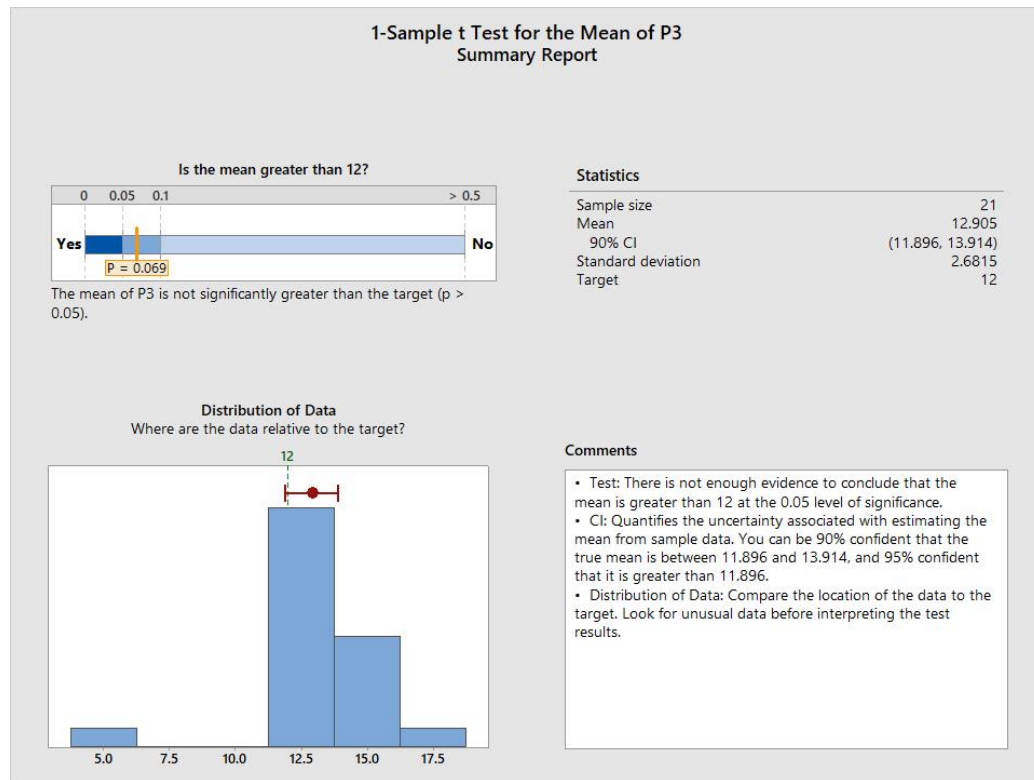 1-Sample t Test for the Mean of P3
Summary Report
Is the mean greater than 12?
0 0.05 0.1 > 0.5
Yes No
P = 0.069
The mean of P3 is not significantly greater than the target (p >
0.05).
Statistics
Sample size 21
Mean 12.905
90% CI (11.896, 13.914)
Standard deviation 2.6815
Target 12
Distribution of Data
Where are the data relative to the target?
12
5.0 7.5 10.0 12.5 15.0 17.5
Comments
• Test: There is not enough evidence to conclude that the
mean is greater than 12 at the 0.05 level of significance.
• CI: Quantifies the uncertainty associated with estimating the
mean from sample data. You can be 90% confident that the
true mean is between 11.896 and 13.914, and 95% confident
that it is greater than 11.896.
• Distribution of Data: Compare the location of the data to the
target. Look for unusual data before interpreting the test
results.